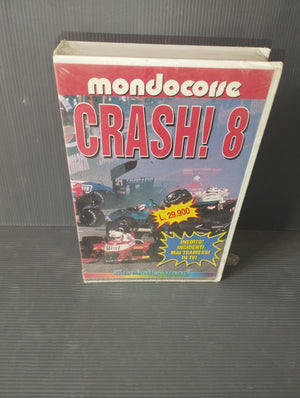 mondocorse
CRASH! 8
L. 29.900
INEDITO!
INCIDENTI
MAI TRASMESSI
IN TV!